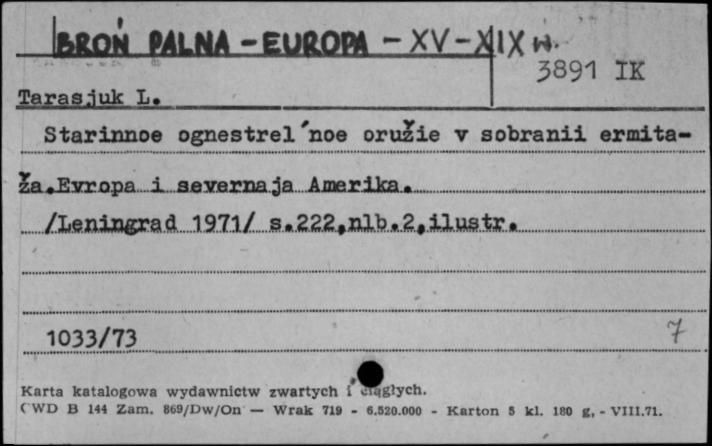 BROŃ PALNA - EUROPA - XV - XIX w.
3891 IK
Tarasjuk L.
Starinnoe ognestrel'noe oružie v sobranii ermita-
ža.Evropa i severnaja Amerika.
/Leningrad 1971/ s.222,nlb.2,ilustr.
1033/73
7
Karta katalogowa wydawnictw zwartych i ciągłych.
CWD B 144 Zam. 869/Dw/On — Wrak 719 - 6.520.000 - Karton 5 kl. 180 g, - VIII.71.